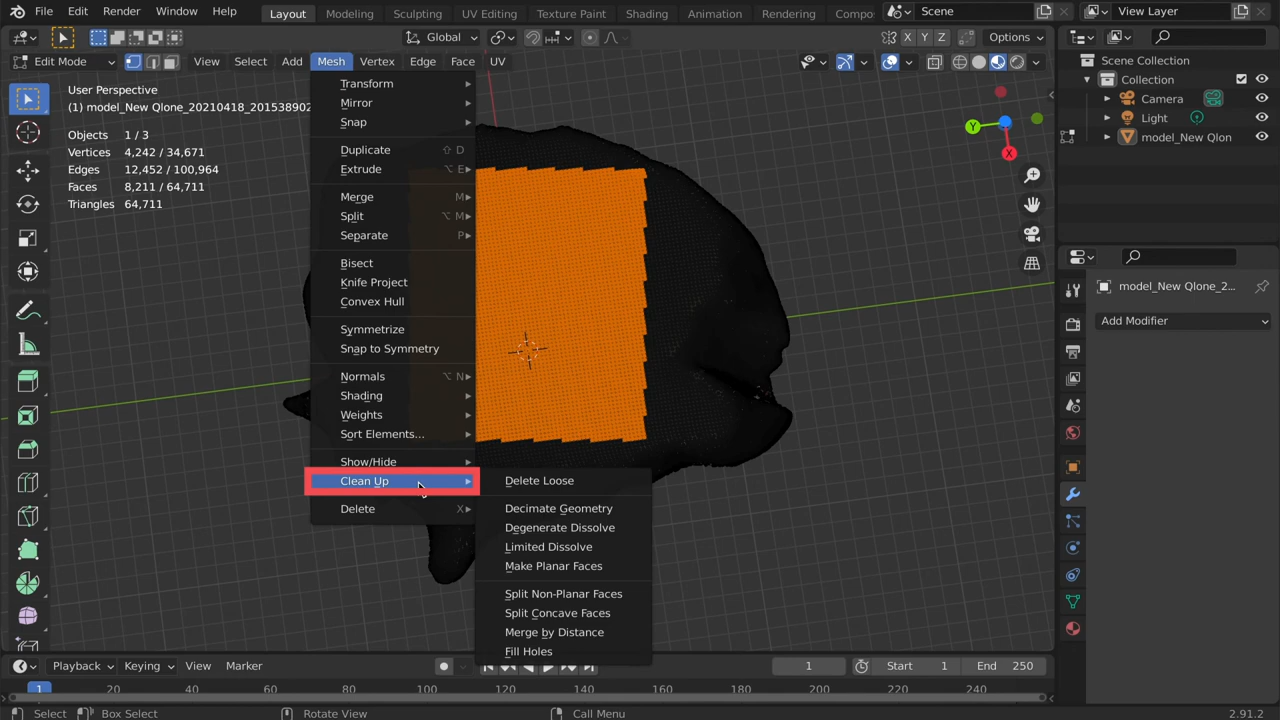 File Edit Render Window Help Layout Modeling Sculpting UV Editing Texture Paint Shading Animation Rendering Compo Scene View Layer
Global X Y Z Options
Edit Mode View Select Add Mesh Vertex Edge Face UV
User Perspective
(1) model_New Qlone_20210418_201538902
Objects 1 / 3
Vertices 4,242 / 34,671
Edges 12,452 / 100,964
Faces 8,211 / 64,711
Triangles 64,711
Transform
Mirror
Snap
Duplicate ⇧ D
Extrude ⌥ E
Merge M
Split ⌥ M
Separate P
Bisect
Knife Project
Convex Hull
Symmetrize
Snap to Symmetry
Normals ⌥ N
Shading
Weights
Sort Elements...
Show/Hide
Clean Up
Delete X
Delete Loose
Decimate Geometry
Degenerate Dissolve
Limited Dissolve
Make Planar Faces
Split Non-Planar Faces
Split Concave Faces
Merge by Distance
Fill Holes
Y
X
Scene Collection
Collection
Camera
Light
model_New Qlon
model_New Qlone_2...
Add Modifier
Playback Keying View Marker 1 Start 1 End 250
1 20 40 60 80 100 120 140 160 180 200 220 240
Select Box Select Rotate View Call Menu 2.91.2